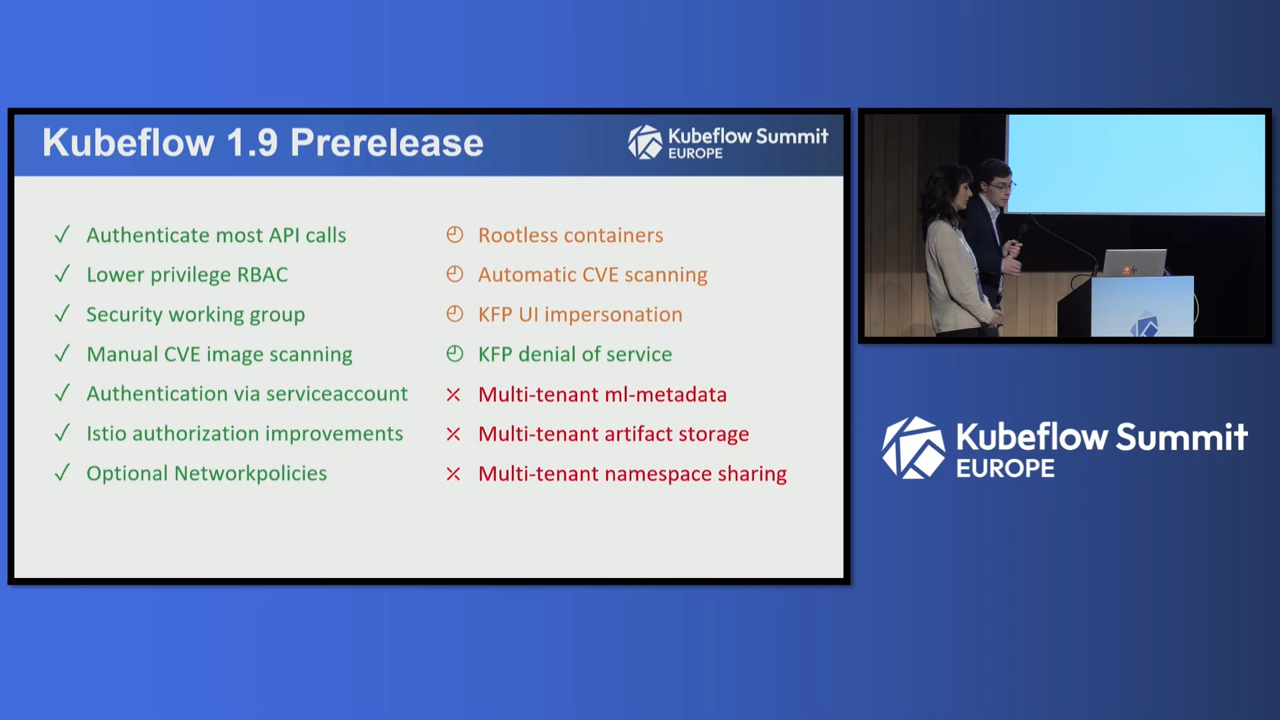 Kubeflow 1.9 Prerelease
Kubeflow Summit
EUROPE
✓ Authenticate most API calls
✓ Lower privilege RBAC
✓ Security working group
✓ Manual CVE image scanning
✓ Authentication via serviceaccount
✓ Istio authorization improvements
✓ Optional Networkpolicies
Rootless containers
Automatic CVE scanning
KFP UI impersonation
KFP denial of service
× Multi-tenant ml-metadata
× Multi-tenant artifact storage
× Multi-tenant namespace sharing
Kubeflow Summit
EUROPE